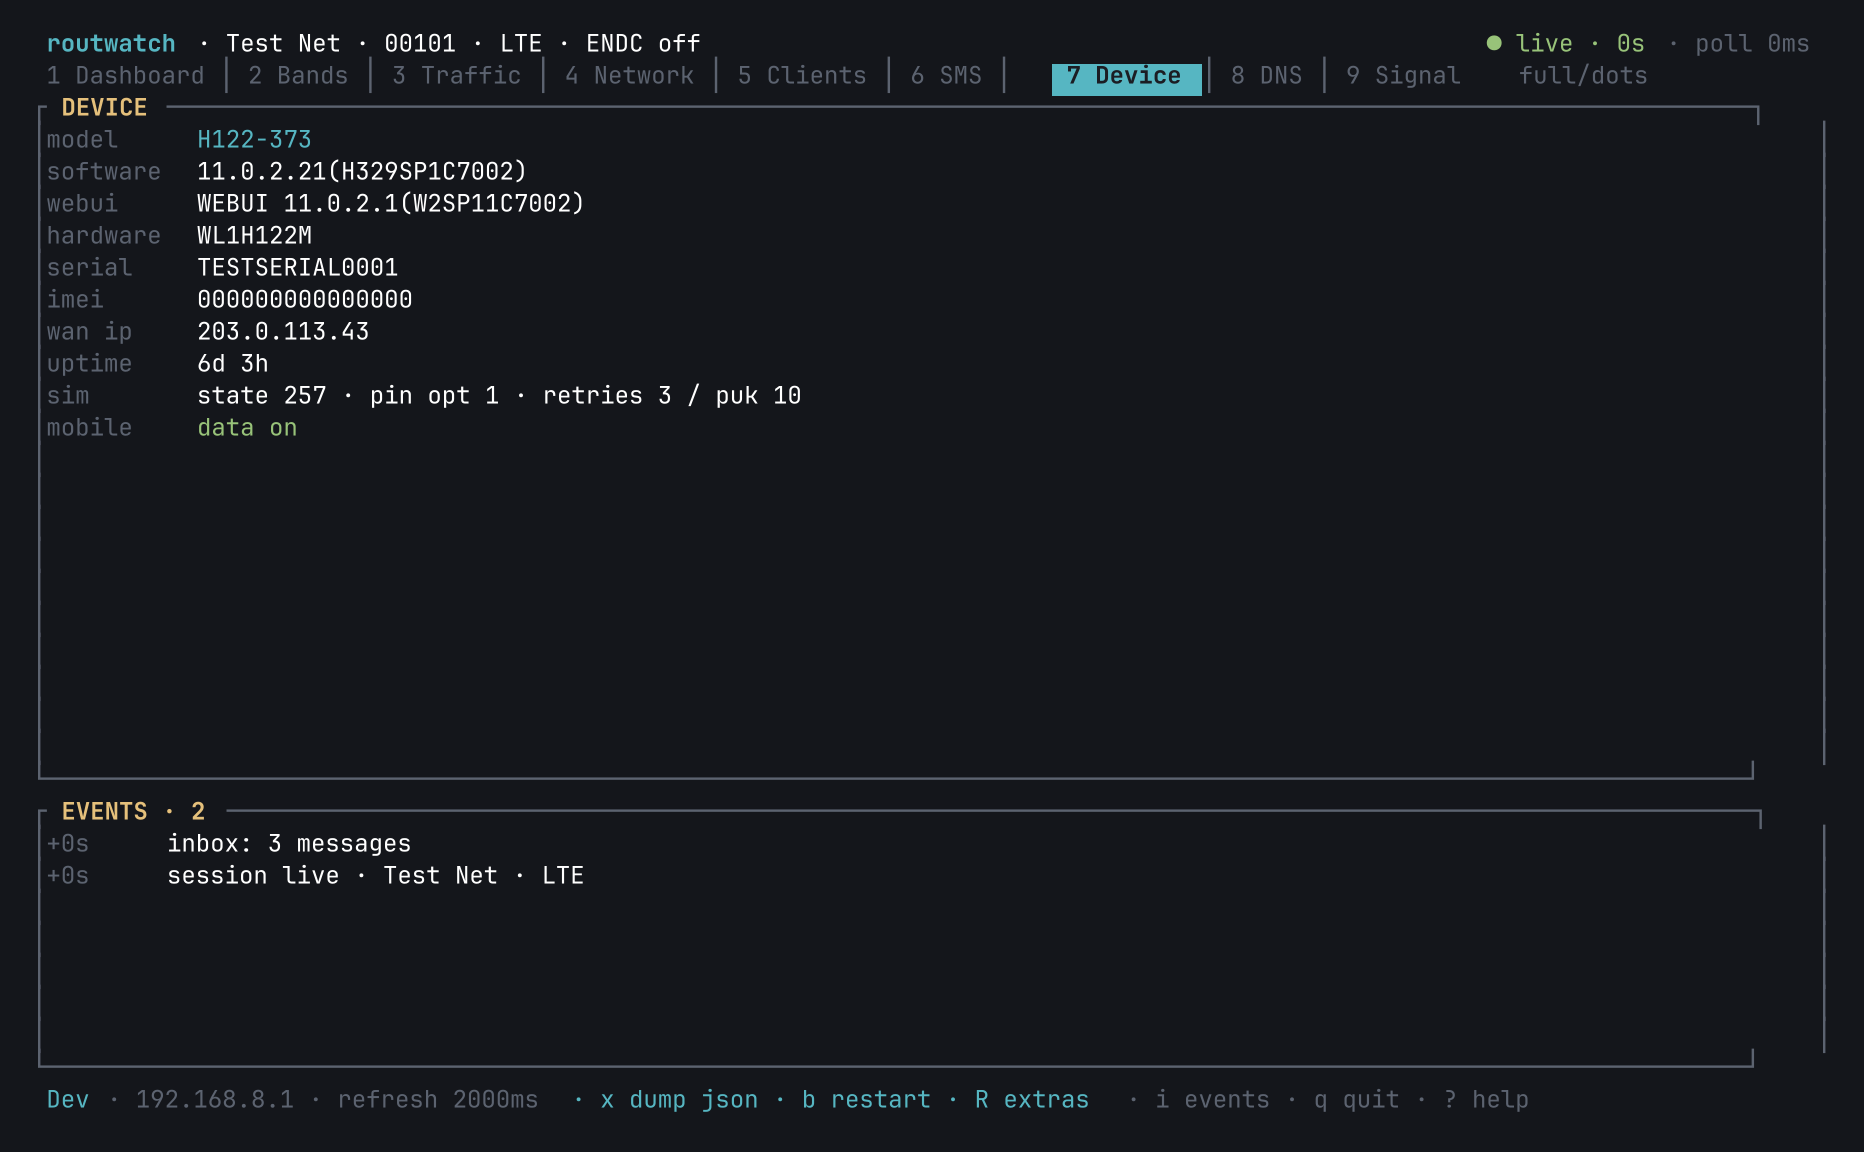 routwatch · Test Net · 00101 · LTE · ENDC off ● live · 0s · poll 0ms
1 Dashboard │ 2 Bands │ 3 Traffic │ 4 Network │ 5 Clients │ 6 SMS │ 7 Device │ 8 DNS │ 9 Signal full/dots
DEVICE
model H122-373
software 11.0.2.21(H329SP1C7002)
webui WEBUI 11.0.2.1(W2SP11C7002)
hardware WL1H122M
serial TESTSERIAL0001
imei 000000000000000
wan ip 203.0.113.43
uptime 6d 3h
sim state 257 · pin opt 1 · retries 3 / puk 10
mobile data on
EVENTS · 2
+0s inbox: 3 messages
+0s session live · Test Net · LTE
Dev · 192.168.8.1 · refresh 2000ms · x dump json · b restart · R extras · i events · q quit · ? help